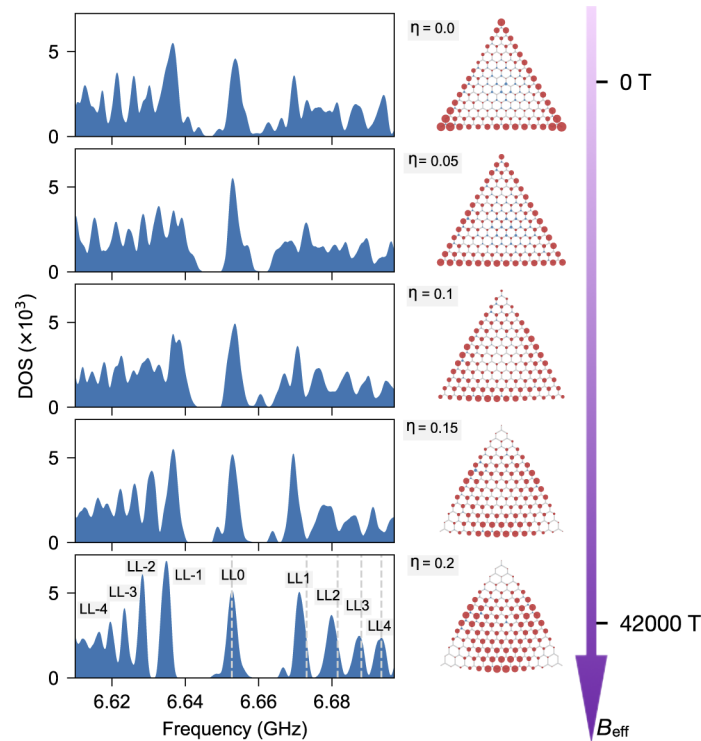 5
0
η = 0.0
0 T
5
0
η = 0.05
DOS (×10³)
5
0
η = 0.1
5
0
η = 0.15
5
0
LL-4
LL-3
LL-2
LL-1
LL0
LL1
LL2
LL3
LL4
η = 0.2
42000 T
6.62 6.64 6.66 6.68
Frequency (GHz)
Beff